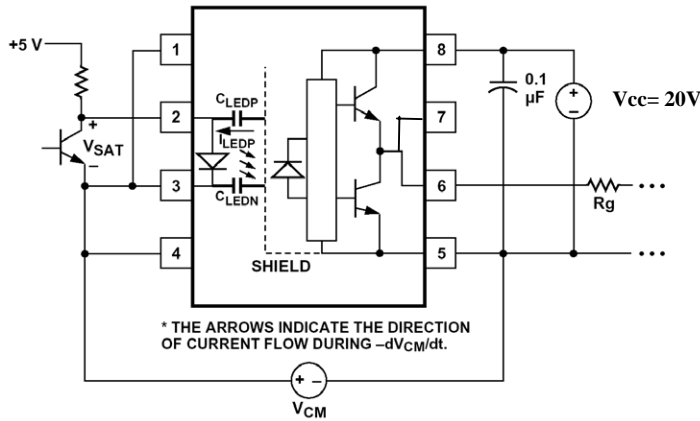 +5 V
1
8
0.1
µF
Vcc= 20V
CLEDP
2
+
VSAT
–
ILEDP
7
+
–
3
CLEDN
6
Rg
...
4
SHIELD
5
...
* THE ARROWS INDICATE THE DIRECTION
OF CURRENT FLOW DURING –dVCM/dt.
+ –
VCM